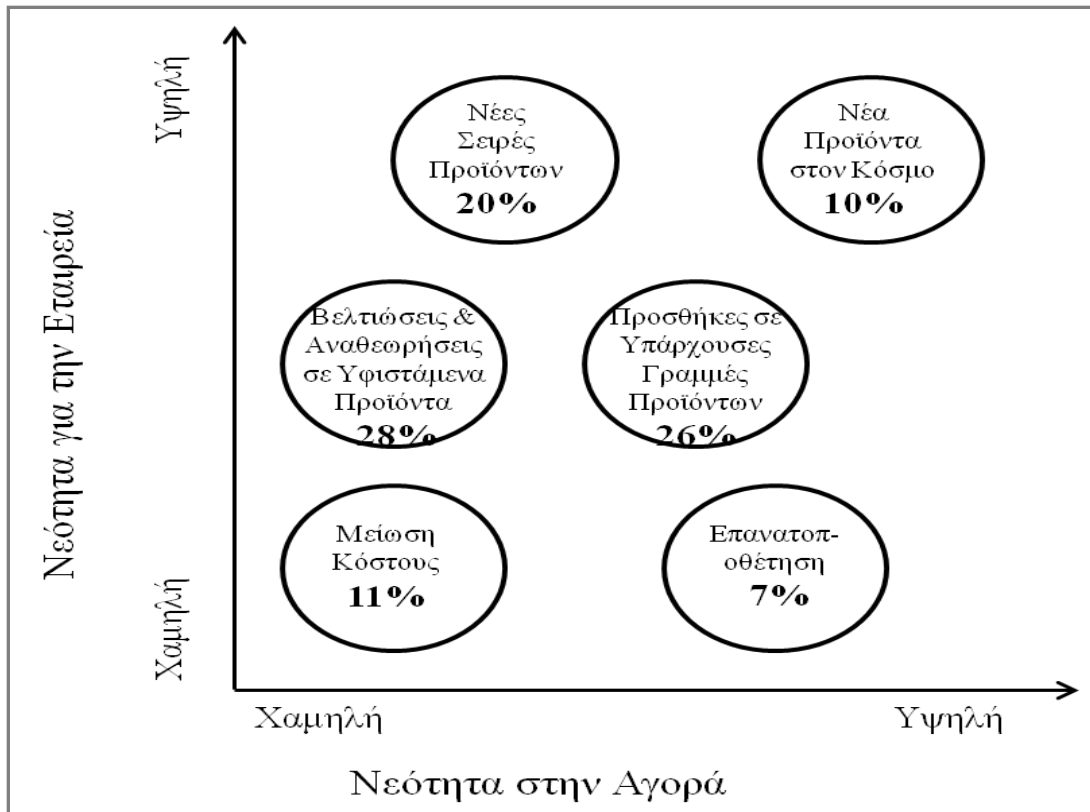 Υψηλή
Νεότητα για την Εταιρεία
Χαμηλή
Νέες
Σειρές
Προϊόντων
20%
Νέα
Προϊόντα
στον Κόσμο
10%
Βελτιώσεις &
Αναθεωρήσεις
σε Υφιστάμενα
Προϊόντα
28%
Προσθήκες σε
Υπάρχουσες
Γραμμές
Προϊόντων
26%
Μείωση
Κόστους
11%
Επανατοπ-
οθέτηση
7%
Χαμηλή
Υψηλή
Νεότητα στην Αγορά